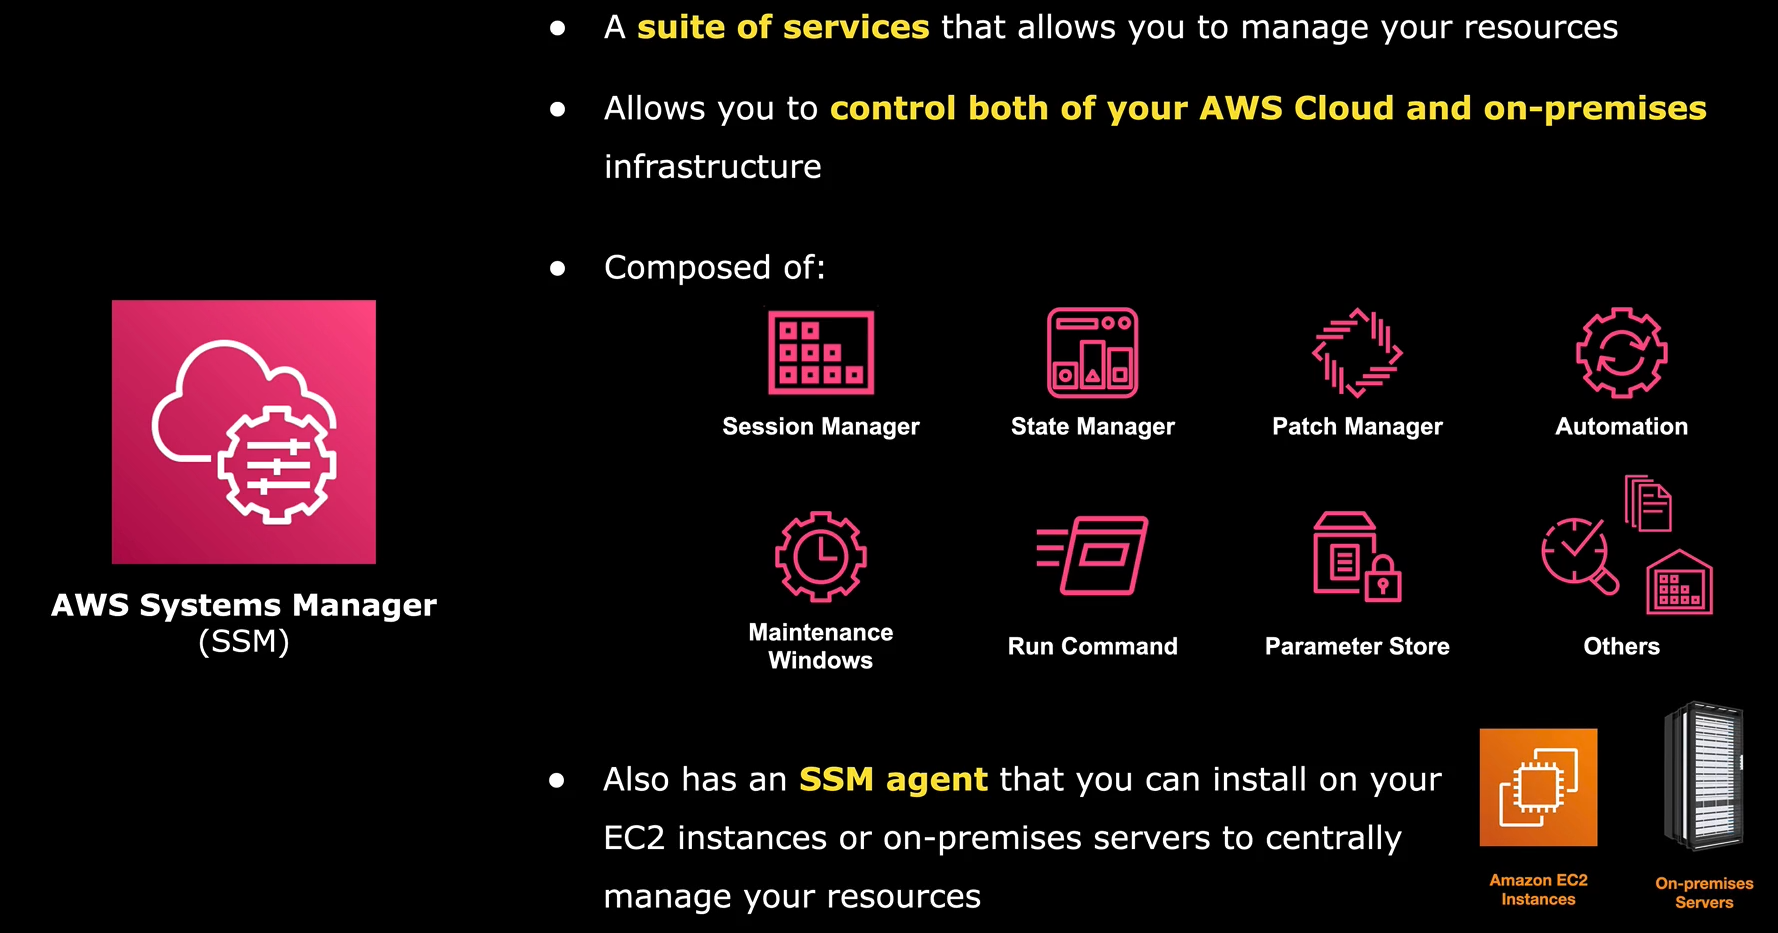 ● A suite of services that allows you to manage your resources
● Allows you to control both of your AWS Cloud and on-premises
infrastructure
● Composed of:
Session Manager
State Manager
Patch Manager
Automation
Maintenance
Windows
Run Command
Parameter Store
Others
AWS Systems Manager
(SSM)
● Also has an SSM agent that you can install on your
EC2 instances or on-premises servers to centrally
manage your resources
Amazon EC2
Instances
On-premises
Servers